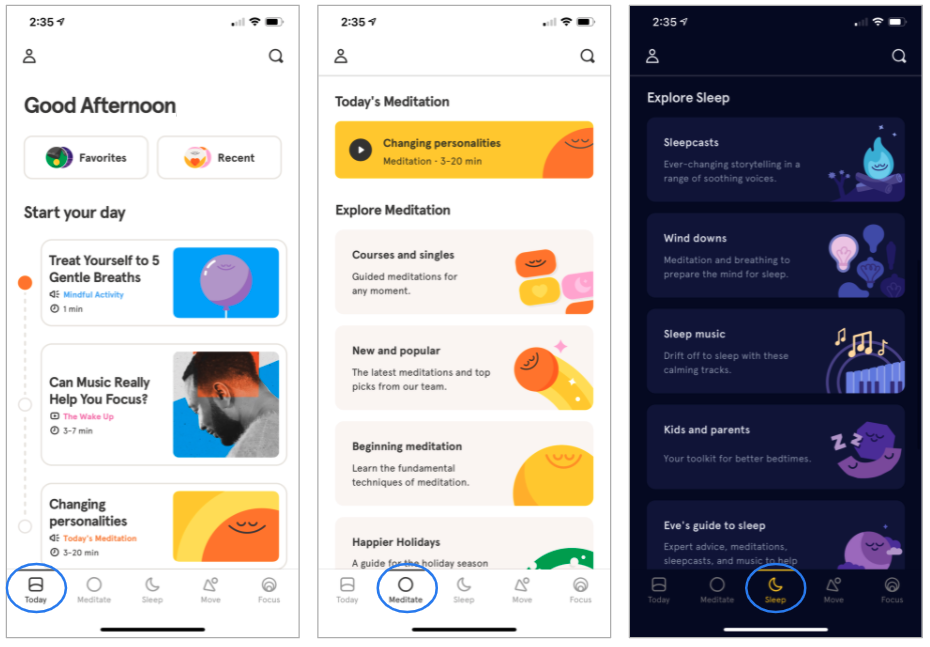 2:35
Good Afternoon
Favorites
Recent
Start your day
Treat Yourself to 5
Gentle Breaths
Mindful Activity
1 min
Can Music Really
Help You Focus?
The Wake Up
3-7 min
Changing
personalities
Today's Meditation
3-20 min
Today
Meditate
Sleep
Move
Focus
2:35
Today's Meditation
Changing personalities
Meditation · 3-20 min
Explore Meditation
Courses and singles
Guided meditations for
any moment.
New and popular
The latest meditations and top
picks from our team.
Beginning meditation
Learn the fundamental
techniques of meditation.
Happier Holidays
A guide for the holiday season
Today
Meditate
Sleep
Move
Focus
2:35
Explore Sleep
Sleepcasts
Ever-changing storytelling in a
range of soothing voices.
Wind downs
Meditation and breathing to
prepare the mind for sleep.
Sleep music
Drift off to sleep with these
calming tracks.
Kids and parents
Your toolkit for better bedtimes.
Z Z
Eve's guide to sleep
Expert advice, meditations,
sleepcasts, and music to help
Today
Meditate
Sleep
Move
Focus